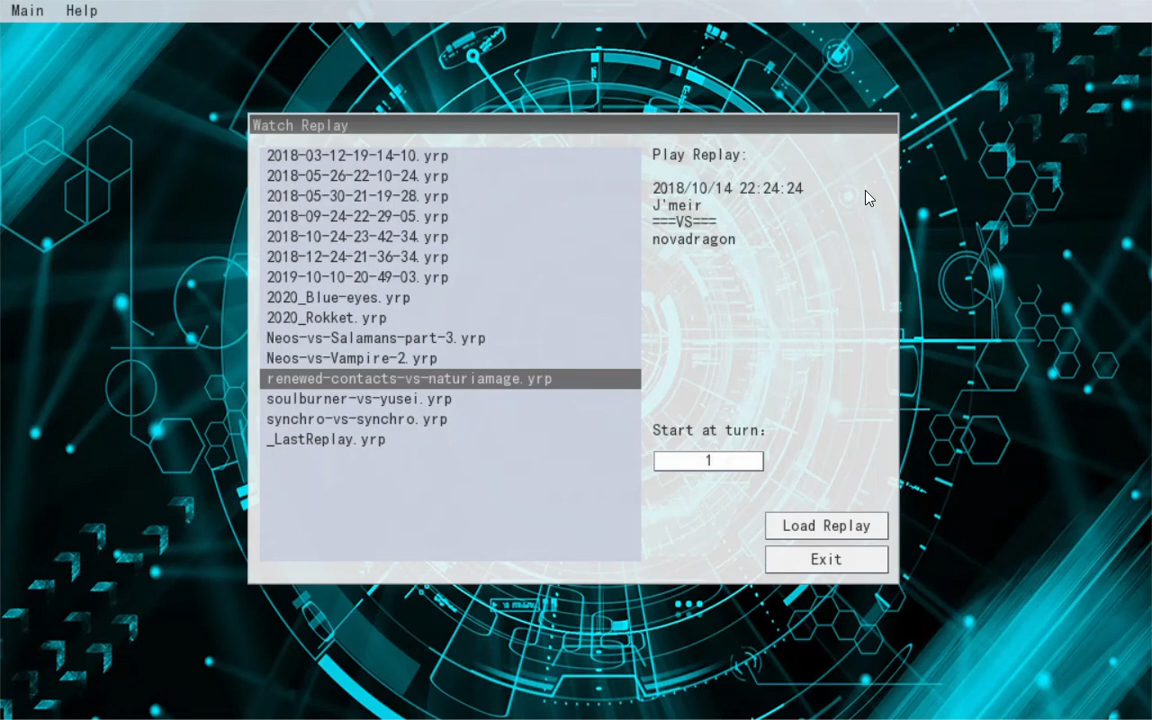 Main Help
Watch Replay
2018-03-12-19-14-10.yrp
2018-05-26-22-10-24.yrp
2018-05-30-21-19-28.yrp
2018-09-24-22-29-05.yrp
2018-10-24-23-42-34.yrp
2018-12-24-21-36-34.yrp
2019-10-10-20-49-03.yrp
2020_Blue-eyes.yrp
2020_Rokket.yrp
Neos-vs-Salamans-part-3.yrp
Neos-vs-Vampire-2.yrp
renewed-contacts-vs-naturiamage.yrp
soulburner-vs-yusei.yrp
synchro-vs-synchro.yrp
_LastReplay.yrp
Play Replay:
2018/10/14 22:24:24
J'meir
===VS===
novadragon
Start at turn:
1
Load Replay
Exit